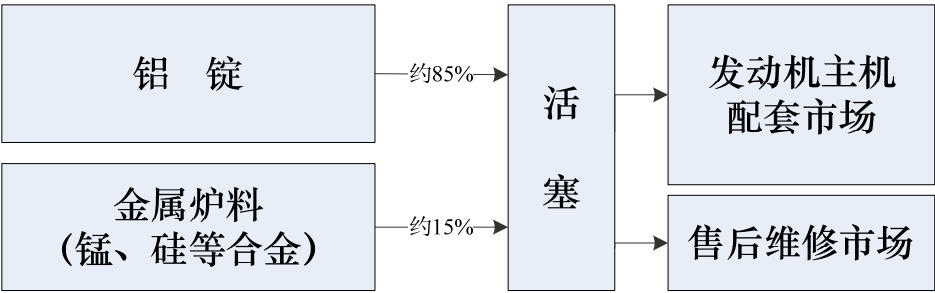 铝 锭
约85%
金属炉料
（锰、硅等合金）
约15%
活
塞
发动机主机
配套市场
售后维修市场